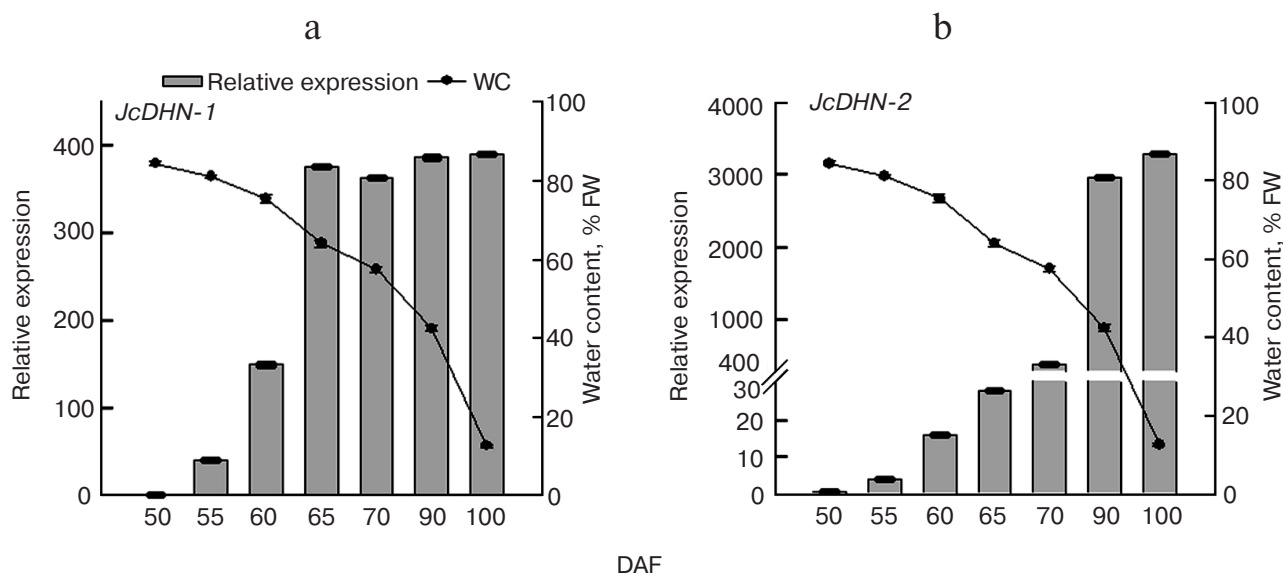 a
b
Relative expression WC
JcDHN-1
400
300
200
100
0
Relative expression
100
80
60
40
20
0
Water content, % FW
50 55 60 65 70 90 100
JcDHN-2
4000
3000
2000
1000
400
30
20
10
0
Relative expression
100
80
60
40
20
0
Water content, % FW
50 55 60 65 70 90 100
DAF